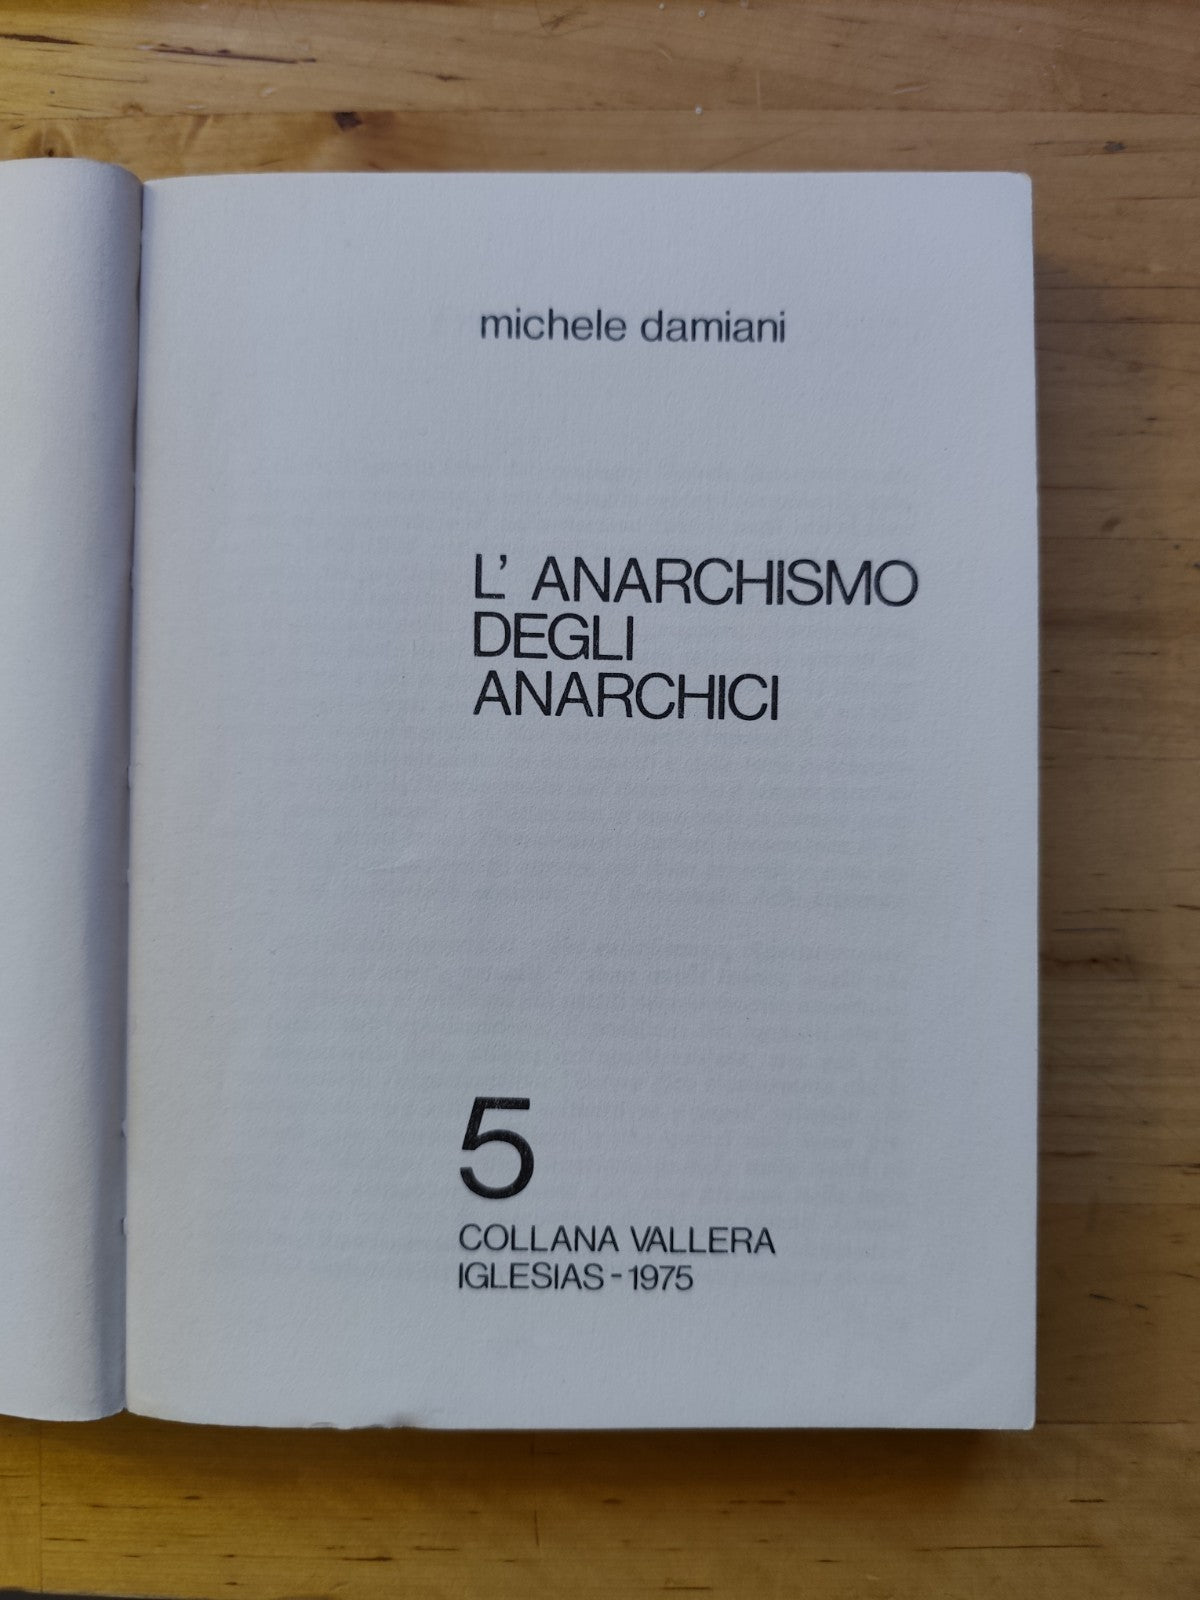 michele damiani
L' ANARCHISMO
DEGLI
ANARCHICI
5
COLLANA VALLERA
IGLESIAS - 1975